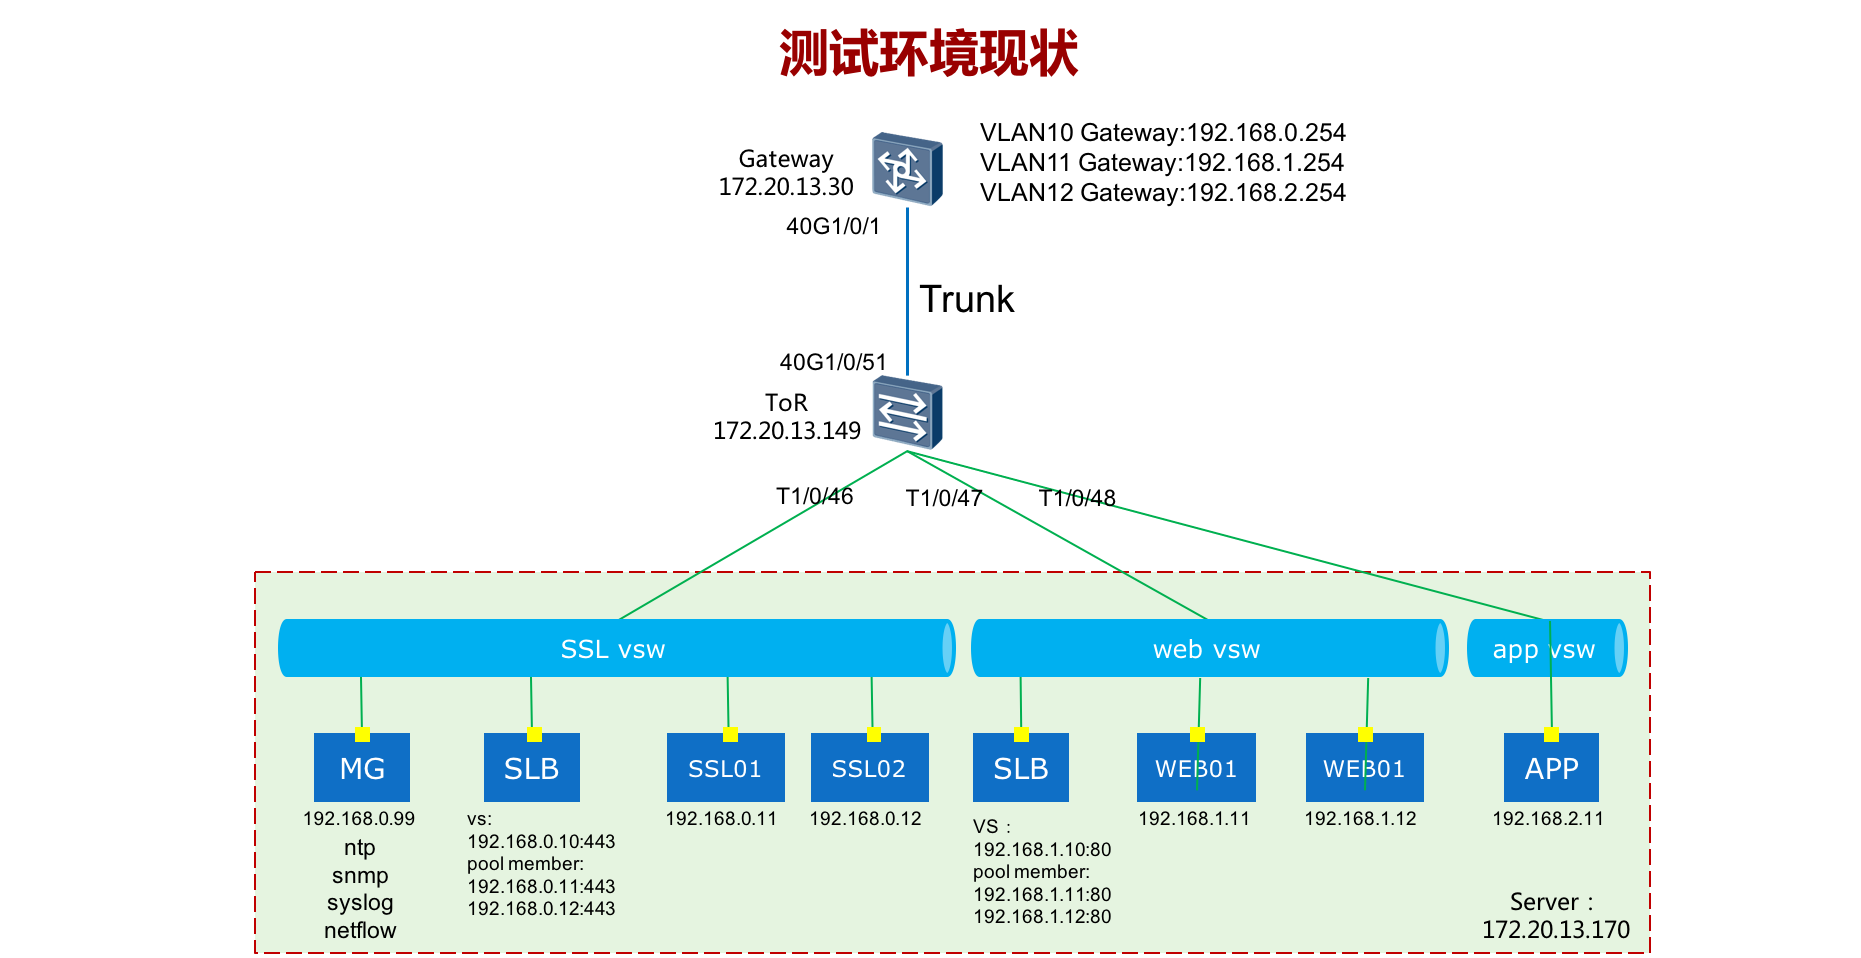 测试环境现状
Gateway
172.20.13.30
VLAN10 Gateway:192.168.0.254
VLAN11 Gateway:192.168.1.254
VLAN12 Gateway:192.168.2.254
40G1/0/1
Trunk
40G1/0/51
ToR
172.20.13.149
T1/0/46
T1/0/47
T1/0/48
SSL vsw
web vsw
app vsw
MG
SLB
SSL01
SSL02
SLB
WEB01
WEB01
APP
192.168.0.99
ntp
snmp
syslog
netflow
vs:
192.168.0.10:443
pool member:
192.168.0.11:443
192.168.0.12:443
192.168.0.11
192.168.0.12
VS：
192.168.1.10:80
pool member:
192.168.1.11:80
192.168.1.12:80
192.168.1.11
192.168.1.12
192.168.2.11
Server：
172.20.13.170